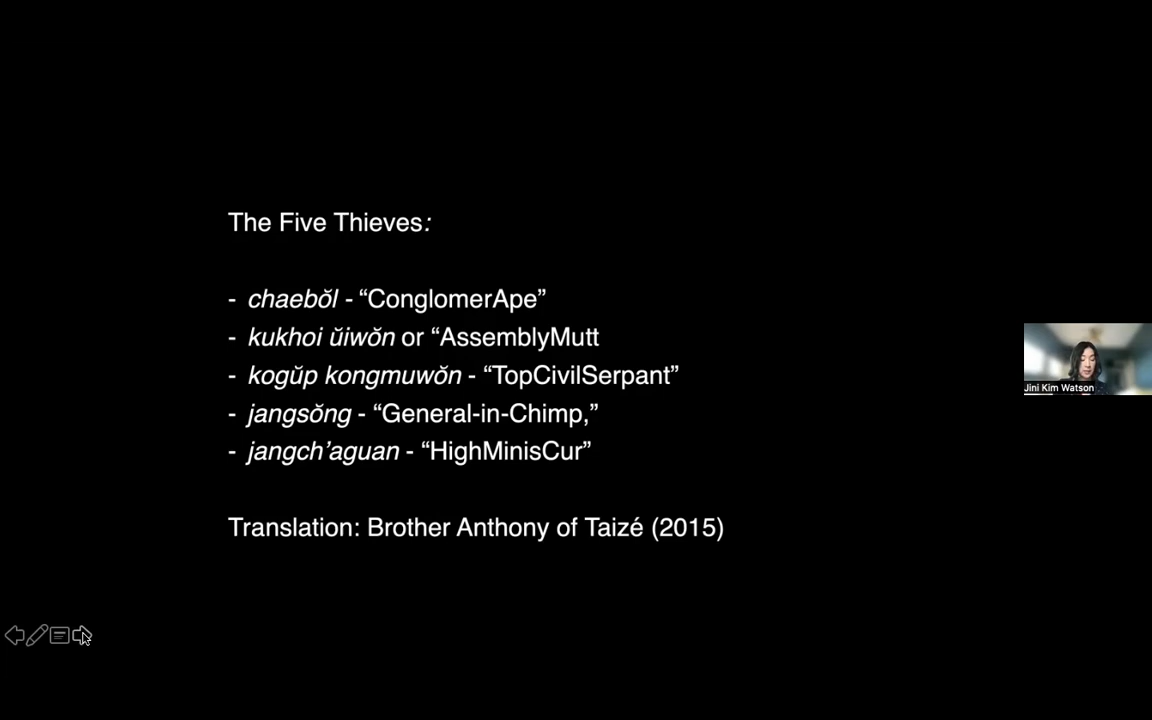 The Five Thieves:
- chaebŏl - “ConglomerApe”
- kukhoi ŭiwŏn or “AssemblyMutt
- kogŭp kongmuwŏn - “TopCivilSerpant”
- jangsŏng - “General-in-Chimp,”
- jangch’aguan - “HighMinisCur”
Translation: Brother Anthony of Taizé (2015)
Jini Kim Watson